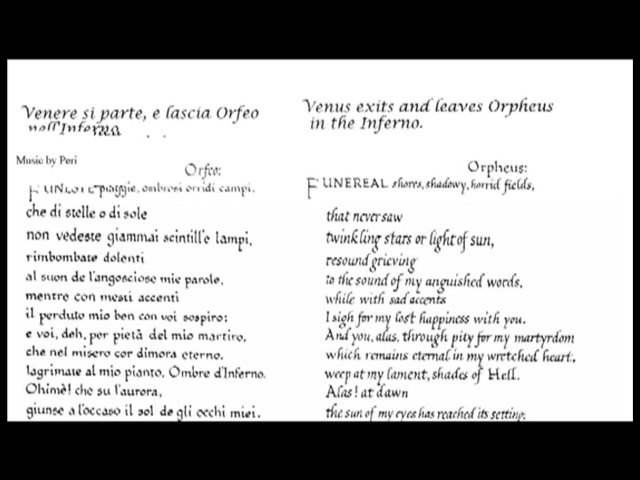 Venere si parte, e lascia Orfeo
nell'Inferno.
Music by Peri
Orfeo:
piaggie, ombrosi orridi campi,
che di stelle o di sole
non vedeste giammai scintill'e lampi,
rimbombate dolenti
al suon de l'angosciose mie parole,
mentre con mesti accenti
il perduto mio ben con voi sospiro:
e voi, deh, per pietà del mio martiro,
che nel misero cor dimora eterno,
lagrimate al mio pianto, Ombre d'Inferno.
Ohimè! che su l'aurora,
giunse a l'occaso il sol de gli occhi miei.
Venus exits and leaves Orpheus
in the Inferno.
Orpheus:
FUNEREAL shores, shadowy, horrid fields,
that never saw
twinkling stars or light of sun,
resound grieving
to the sound of my anguished words,
while with sad accents
I sigh for my lost happiness with you.
And you, alas, through pity for my martyrdom
which remains eternal in my wretched heart,
weep at my lament, shades of Hell.
Alas! at dawn
the sun of my eyes has reached its setting;